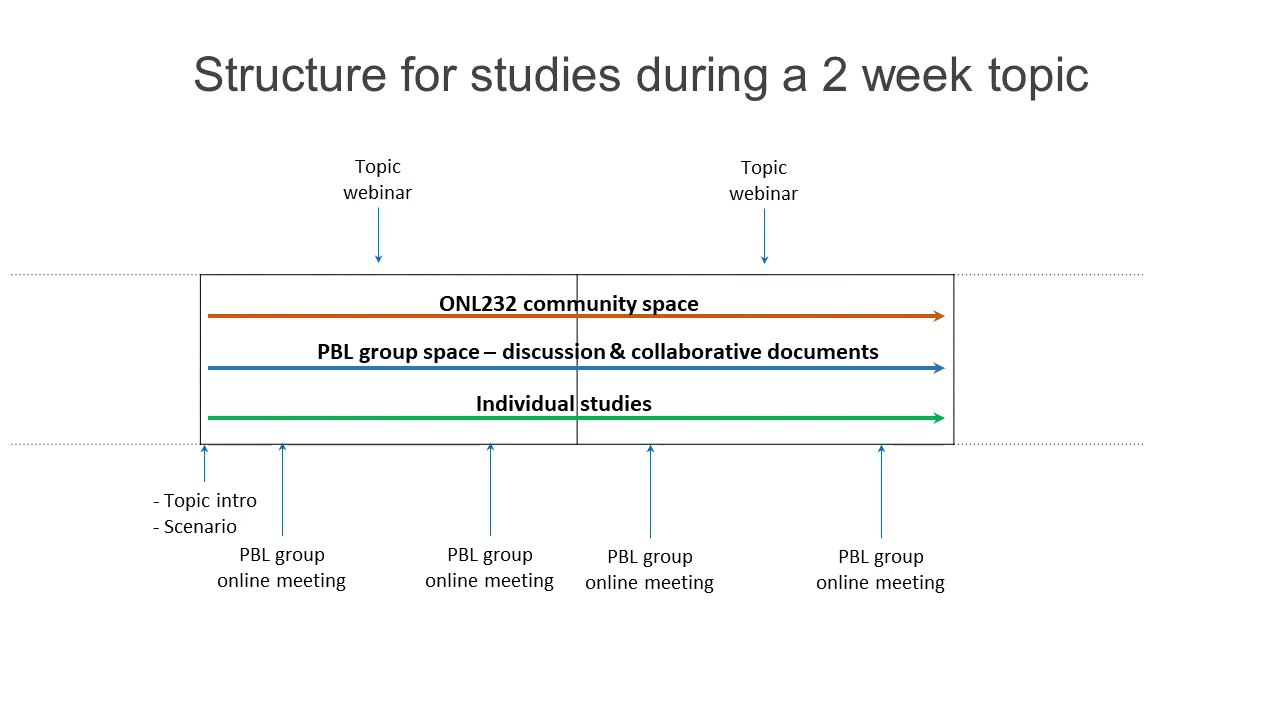 Structure for studies during a 2 week topic
Topic
webinar
Topic
webinar
ONL232 community space
PBL group space – discussion & collaborative documents
Individual studies
- Topic intro
- Scenario
PBL group
online meeting
PBL group
online meeting
PBL group
online meeting
PBL group
online meeting